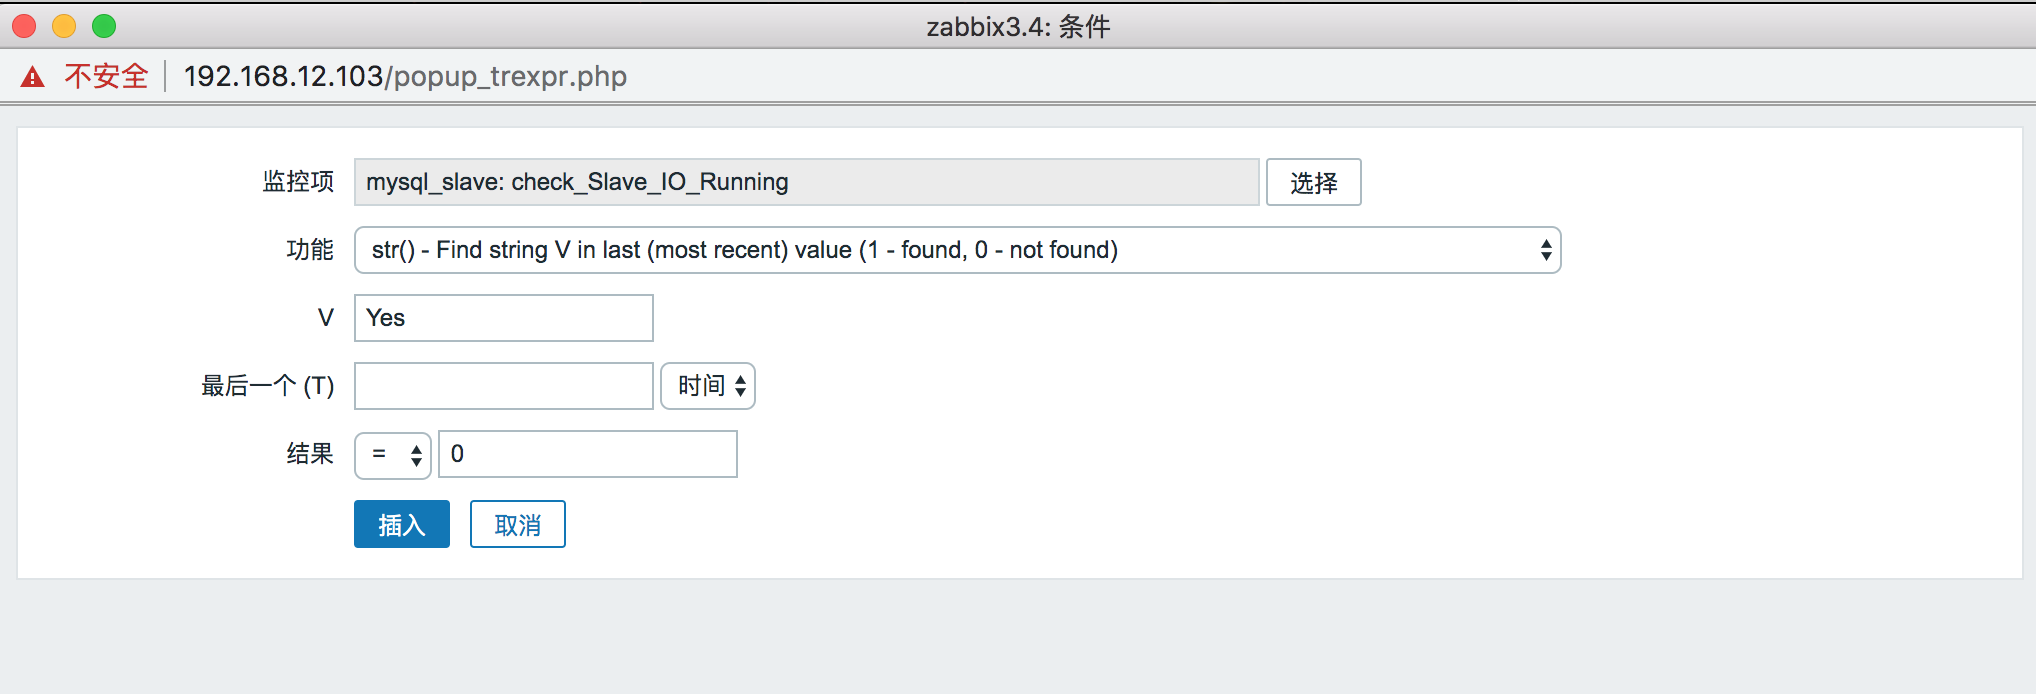 zabbix3.4: 条件
不安全 192.168.12.103/popup_trexpr.php
监控项 mysql_slave: check_Slave_IO_Running 选择
功能 str() - Find string V in last (most recent) value (1 - found, 0 - not found)
V Yes
最后一个 (T) 时间
结果 = 0
插入 取消